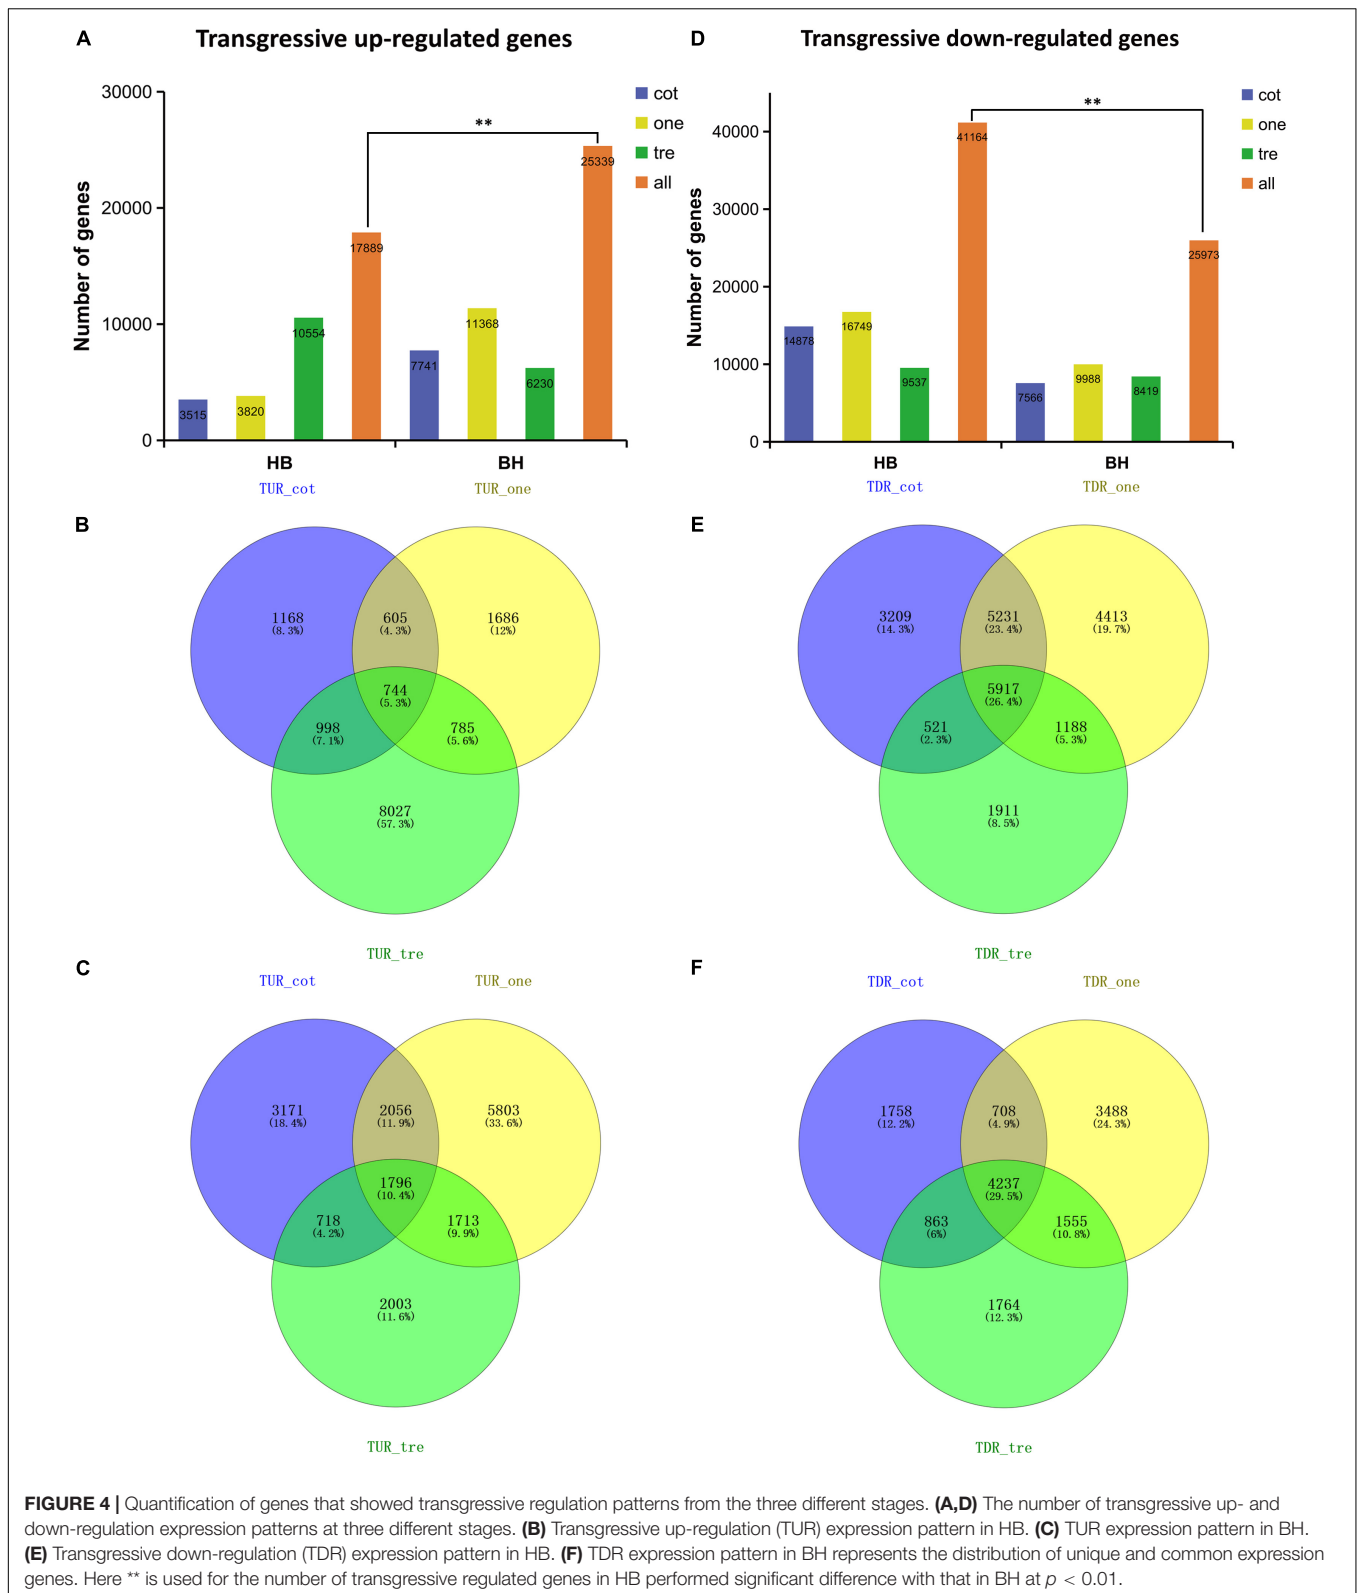 A
Transgressive up-regulated genes
30000
20000
10000
0
Number of genes
**
cot
one
tre
all
3515
3820
10554
17889
7741
11368
6230
25339
HB
BH
D
Transgressive down-regulated genes
40000
30000
20000
10000
0
Number of genes
**
cot
one
tre
all
14878
16749
9537
41164
7566
9988
8419
25973
HB
BH
B
TUR_cot
TUR_one
1168
(8.3%)
605
(4.3%)
1686
(12%)
744
(5.3%)
998
(7.1%)
785
(5.6%)
8027
(57.3%)
TUR_tre
E
TDR_cot
TDR_one
3209
(14.3%)
5231
(23.4%)
4413
(19.7%)
5917
(26.4%)
521
(2.3%)
1188
(5.3%)
1911
(8.5%)
TDR_tre
C
TUR_cot
TUR_one
3171
(18.4%)
2056
(11.9%)
5803
(33.6%)
1796
(10.4%)
718
(4.2%)
1713
(9.9%)
2003
(11.6%)
TUR_tre
F
TDR_cot
TDR_one
1758
(12.2%)
708
(4.9%)
3488
(24.3%)
4237
(29.5%)
863
(6%)
1555
(10.8%)
1764
(12.3%)
TDR_tre
FIGURE 4 | Quantification of genes that showed transgressive regulation patterns from the three different stages. (A,D) The number of transgressive up- and
down-regulation expression patterns at three different stages. (B) Transgressive up-regulation (TUR) expression pattern in HB. (C) TUR expression pattern in BH.
(E) Transgressive down-regulation (TDR) expression pattern in HB. (F) TDR expression pattern in BH represents the distribution of unique and common expression
genes. Here ** is used for the number of transgressive regulated genes in HB performed significant difference with that in BH at p < 0.01.